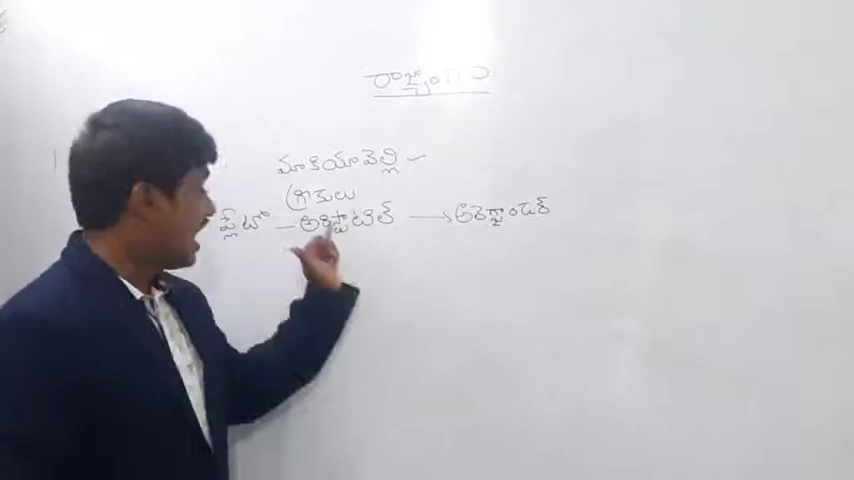 రాజ్యాంగం
మాకియావెల్లి –
గ్రీకులు
ప్లేటో – అరిస్టాటిల్ → అలెగ్జాండర్